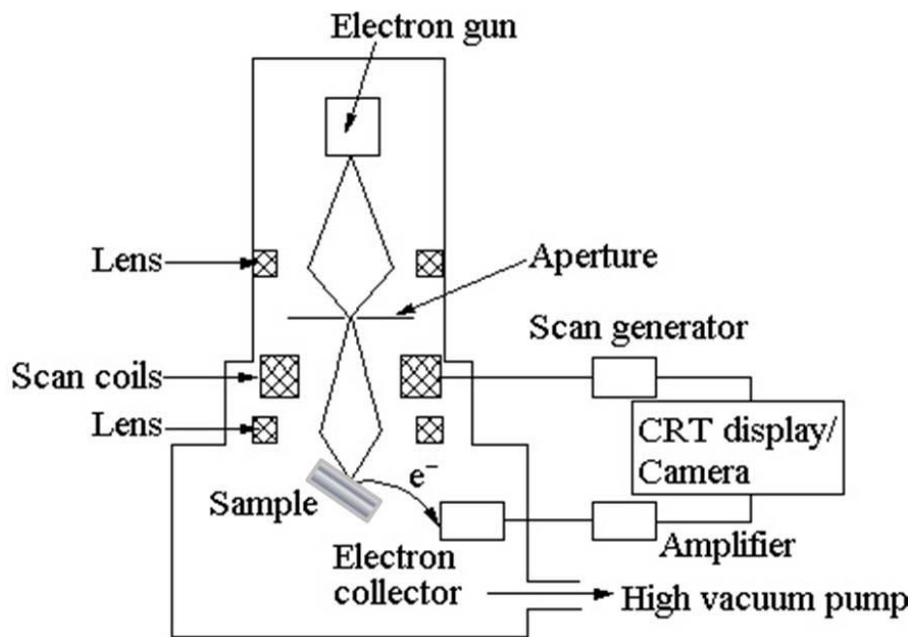 Electron gun
Lens
Aperture
Scan generator
Scan coils
Lens
CRT display/
Camera
e⁻
Sample
Electron
collector
Amplifier
High vacuum pump